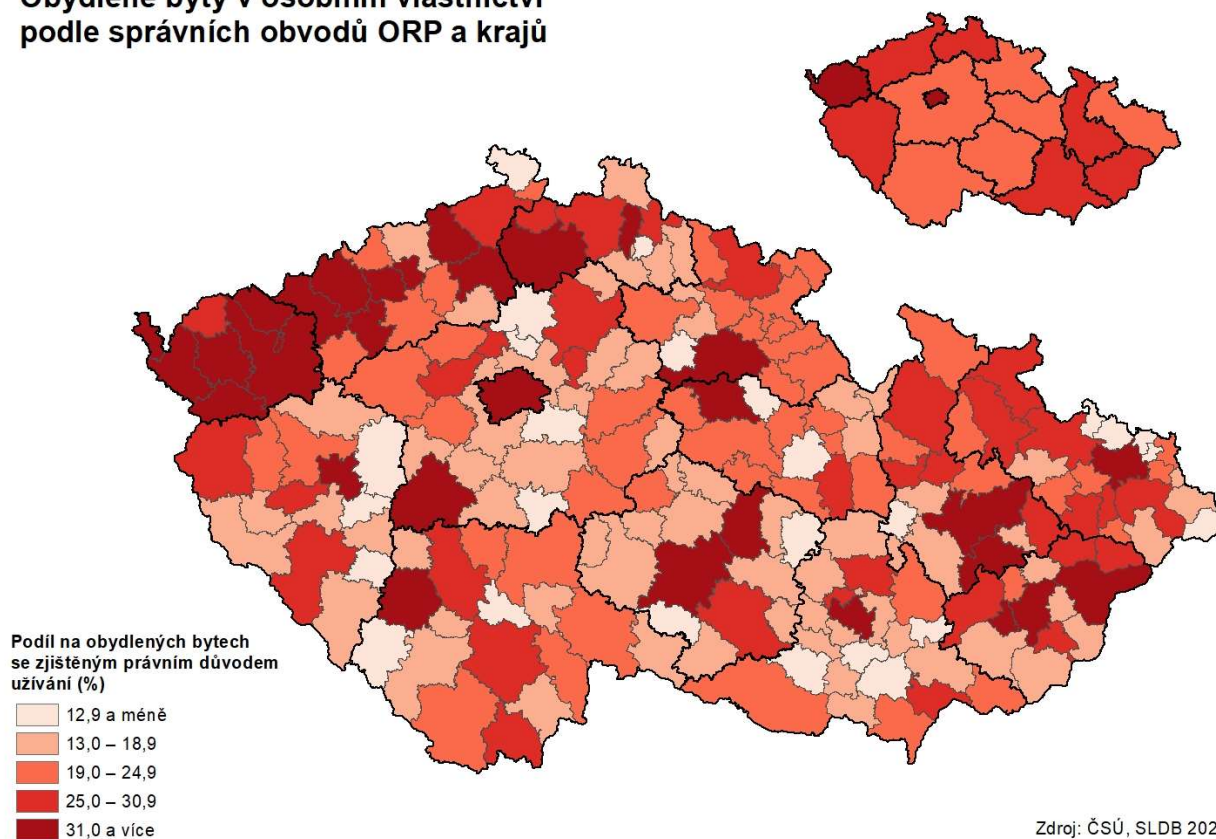 Obydlené byty v osobním vlastnictví
podle správních obvodů ORP a krajů
Podíl na obydlených bytech
se zjištěným právním důvodem
užívání (%)
12,9 a méně
13,0 – 18,9
19,0 – 24,9
25,0 – 30,9
31,0 a více
Zdroj: ČSÚ, SLDB 202